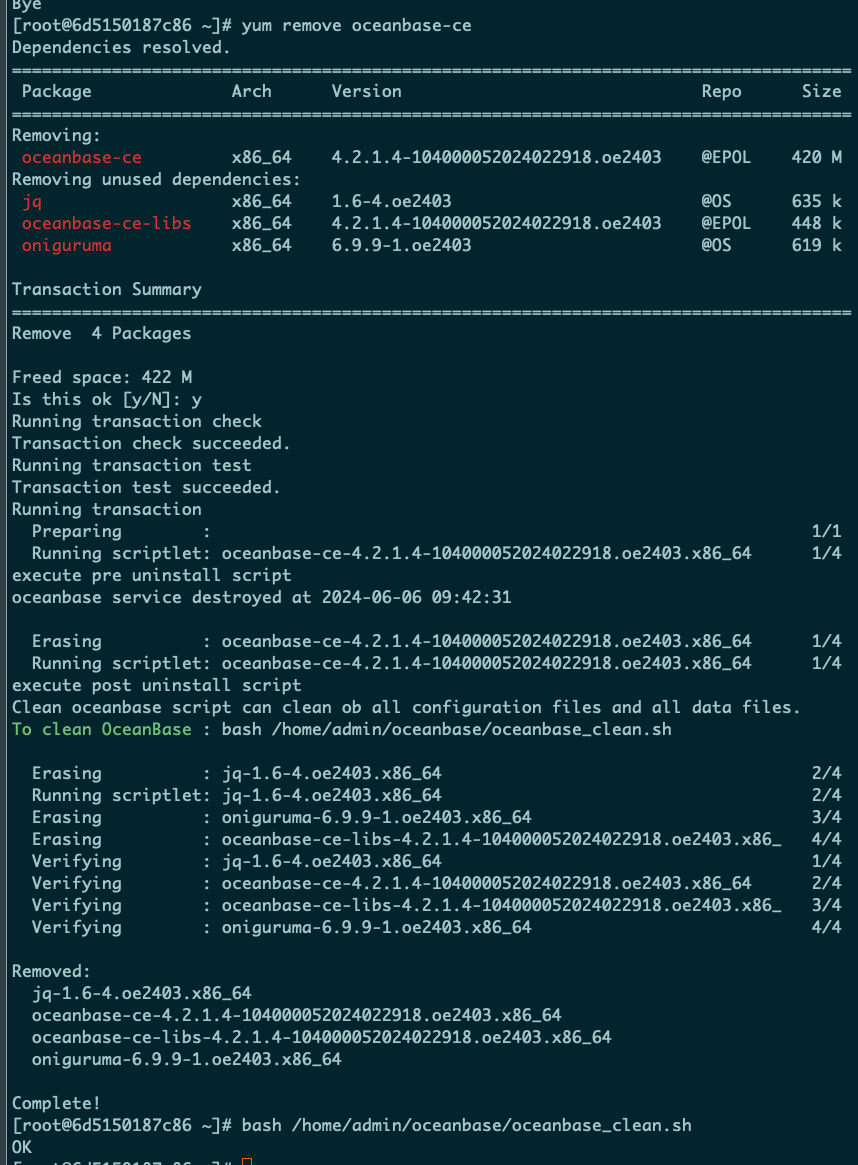 Bye
[root@6d5150187c86 ~]# yum remove oceanbase-ce
Dependencies resolved.
================================================================================
Package Arch Version Repo Size
================================================================================
Removing:
oceanbase-ce x86_64 4.2.1.4-104000052024022918.oe2403 @EPOL 420 M
Removing unused dependencies:
jq x86_64 1.6-4.oe2403 @OS 635 k
oceanbase-ce-libs x86_64 4.2.1.4-104000052024022918.oe2403 @EPOL 448 k
oniguruma x86_64 6.9.9-1.oe2403 @OS 619 k
Transaction Summary
================================================================================
Remove 4 Packages
Freed space: 422 M
Is this ok [y/N]: y
Running transaction check
Transaction check succeeded.
Running transaction test
Transaction test succeeded.
Running transaction
Preparing : 1/1
Running scriptlet: oceanbase-ce-4.2.1.4-104000052024022918.oe2403.x86_64 1/4
execute pre uninstall script
oceanbase service destroyed at 2024-06-06 09:42:31
Erasing : oceanbase-ce-4.2.1.4-104000052024022918.oe2403.x86_64 1/4
Running scriptlet: oceanbase-ce-4.2.1.4-104000052024022918.oe2403.x86_64 1/4
execute post uninstall script
Clean oceanbase script can clean ob all configuration files and all data files.
To clean OceanBase : bash /home/admin/oceanbase/oceanbase_clean.sh
Erasing : jq-1.6-4.oe2403.x86_64 2/4
Running scriptlet: jq-1.6-4.oe2403.x86_64 2/4
Erasing : oniguruma-6.9.9-1.oe2403.x86_64 3/4
Erasing : oceanbase-ce-libs-4.2.1.4-104000052024022918.oe2403.x86_ 4/4
Verifying : jq-1.6-4.oe2403.x86_64 1/4
Verifying : oceanbase-ce-4.2.1.4-104000052024022918.oe2403.x86_64 2/4
Verifying : oceanbase-ce-libs-4.2.1.4-104000052024022918.oe2403.x86_ 3/4
Verifying : oniguruma-6.9.9-1.oe2403.x86_64 4/4
Removed:
jq-1.6-4.oe2403.x86_64
oceanbase-ce-4.2.1.4-104000052024022918.oe2403.x86_64
oceanbase-ce-libs-4.2.1.4-104000052024022918.oe2403.x86_64
oniguruma-6.9.9-1.oe2403.x86_64
Complete!
[root@6d5150187c86 ~]# bash /home/admin/oceanbase/oceanbase_clean.sh
OK
[root@6d5150187c86 ~]#